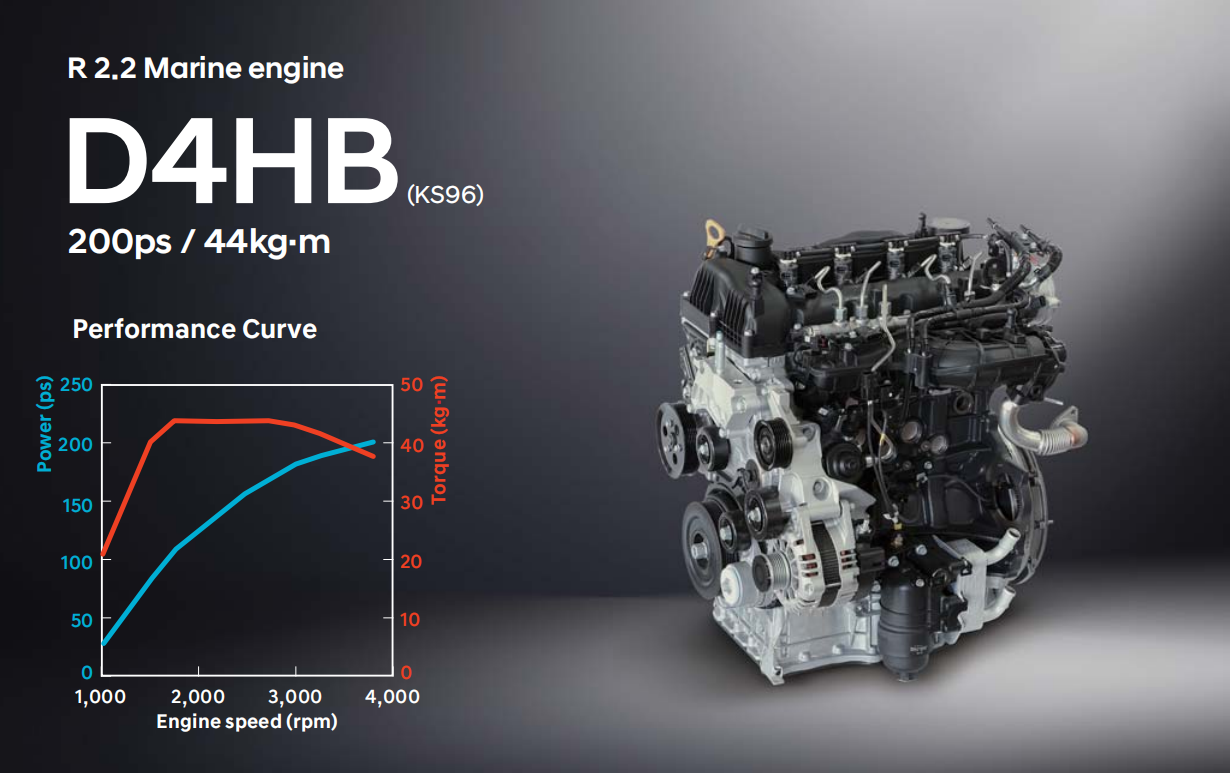 R 2.2 Marine engine
D4HB (KS96)
200ps / 44kg·m
Performance Curve
Power (ps)
250
200
150
100
50
0
50
40
30
20
10
0
Torque (kg·m)
1,000 2,000 3,000 4,000
Engine speed (rpm)